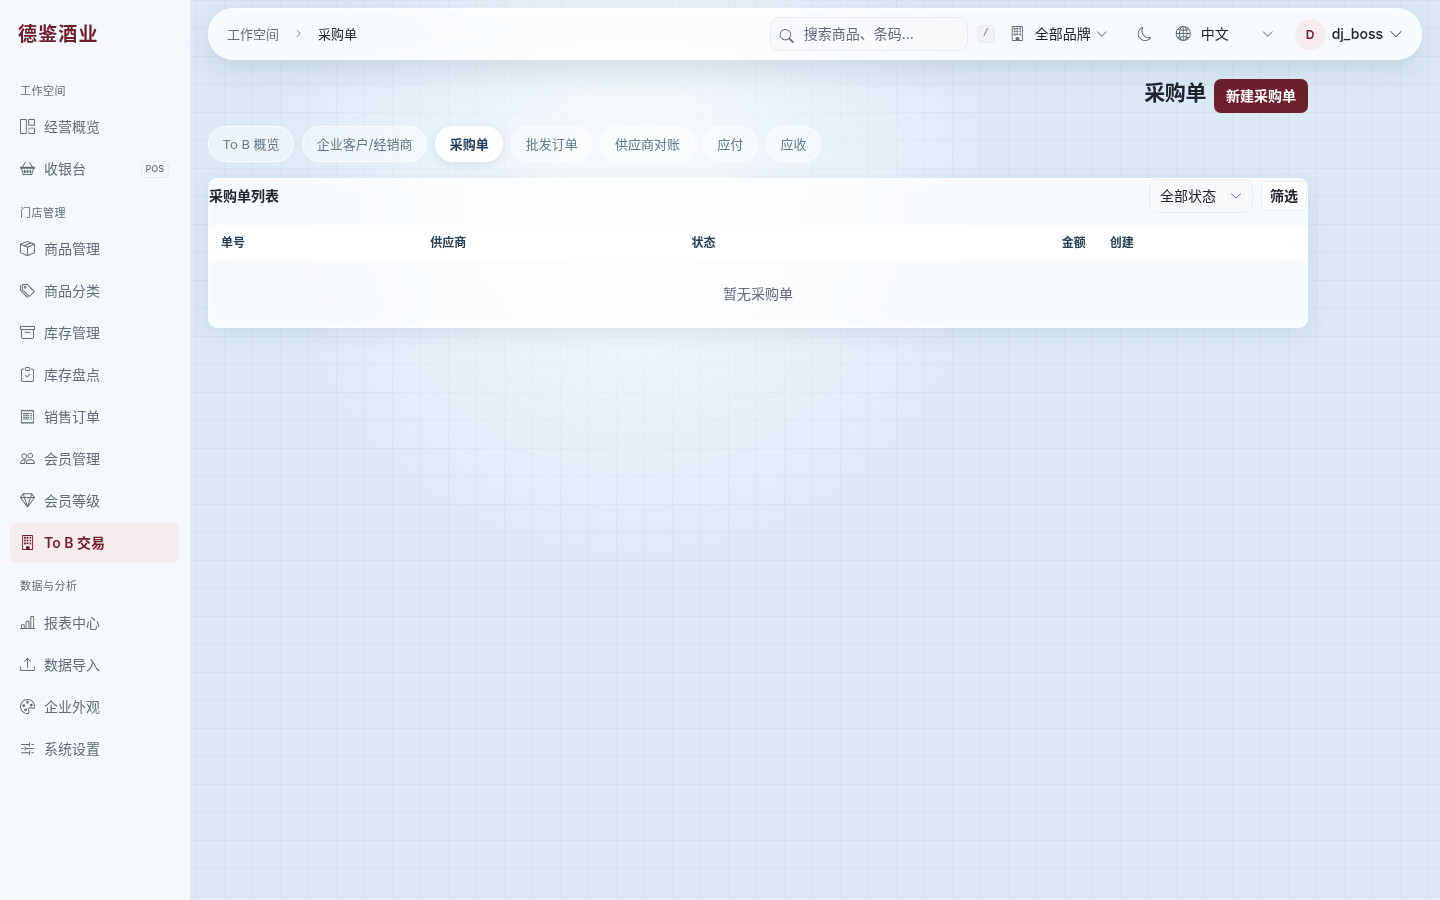 德鉴酒业
工作空间
经营概览
收银台 POS
门店管理
商品管理
商品分类
库存管理
库存盘点
销售订单
会员管理
会员等级
To B 交易
数据与分析
报表中心
数据导入
企业外观
系统设置
工作空间 采购单 搜索商品、条码... / 全部品牌 中文 D dj_boss
采购单 新建采购单
To B 概览 企业客户/经销商 采购单 批发订单 供应商对账 应付 应收
采购单列表 全部状态 筛选
单号 供应商 状态 金额 创建
暂无采购单